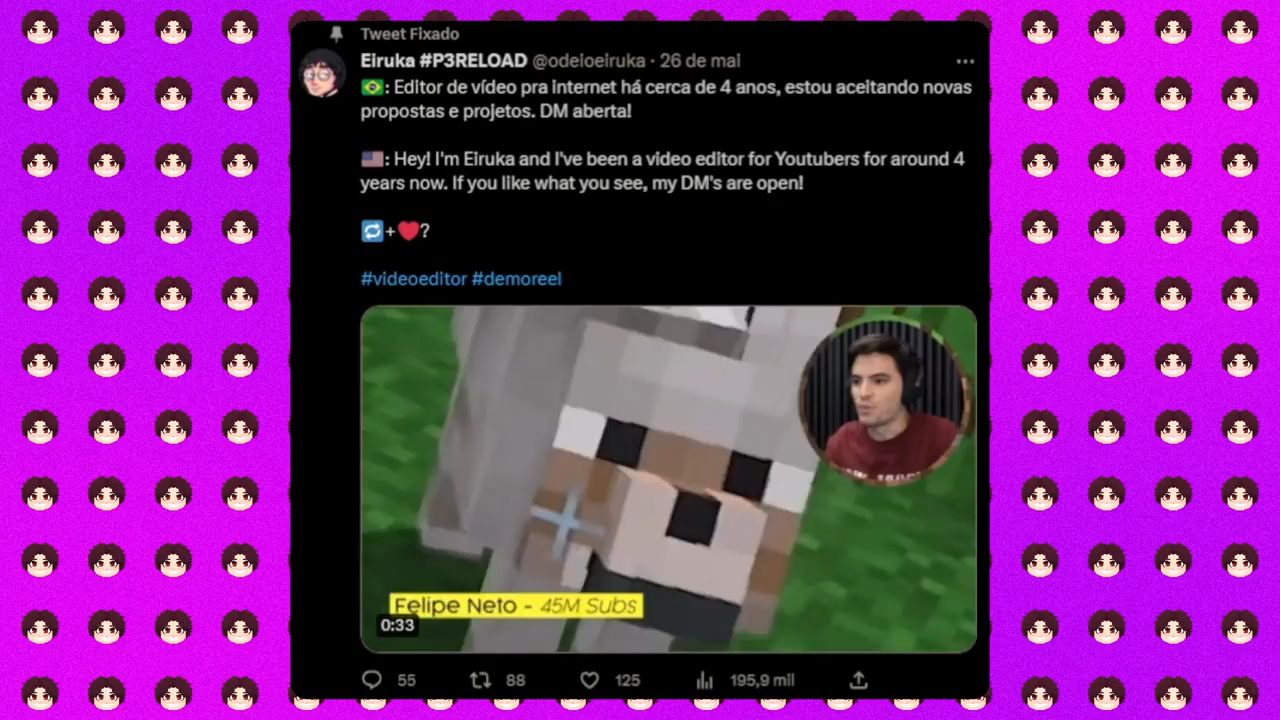 Tweet Fixado
Eiruka #P3RELOAD @odeioeiruka · 26 de mai
🇧🇷: Editor de vídeo pra internet há cerca de 4 anos, estou aceitando novas
propostas e projetos. DM aberta!
🇺🇸: Hey! I'm Eiruka and I've been a video editor for Youtubers for around 4
years now. If you like what you see, my DM's are open!
🔁+❤️?
#videoeditor #demoreel
Felipe Neto - 45M Subs
0:33
55 88 125 195,9 mil